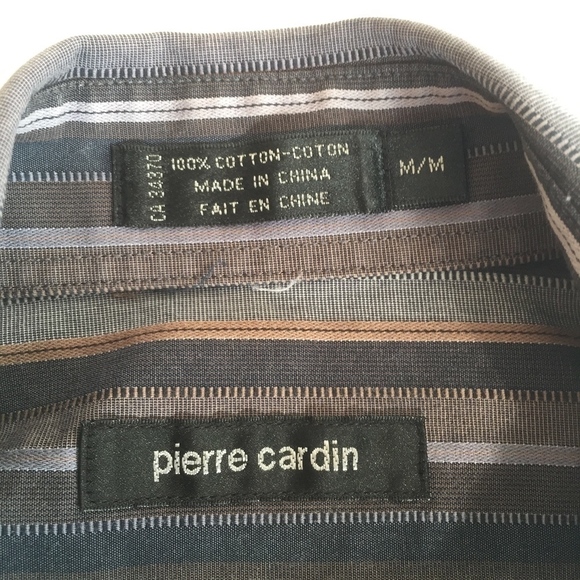 CA 34370
100% COTTON-COTON
MADE IN CHINA
FAIT EN CHINE
M/M
pierre cardin